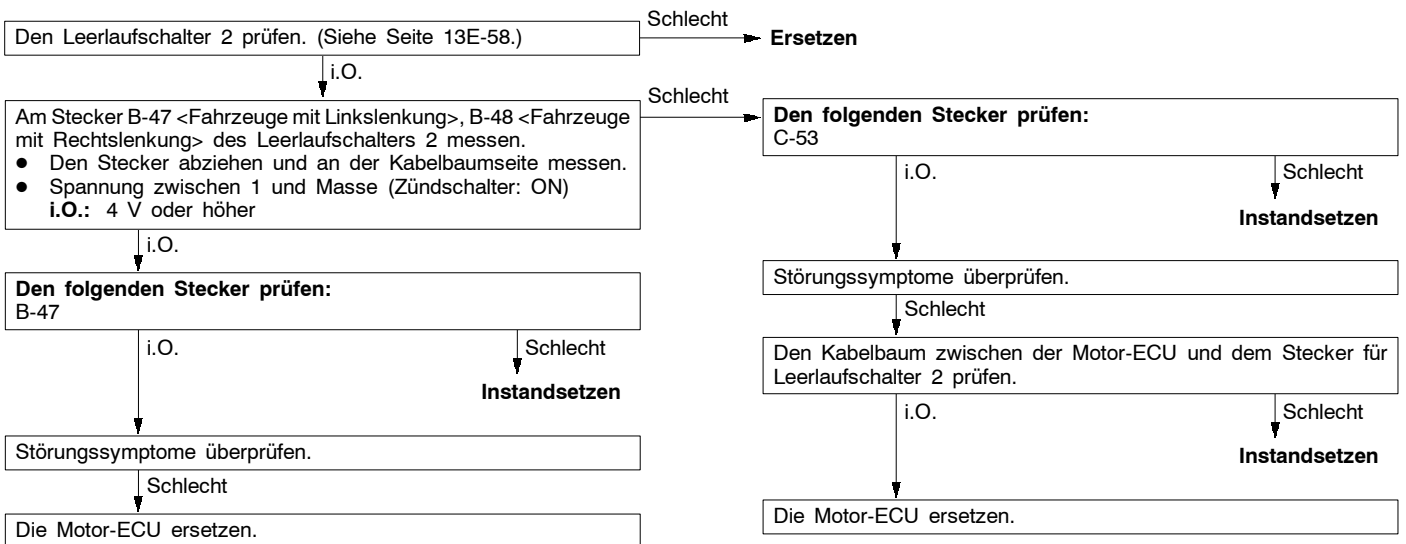 Den Leerlaufschalter 2 prüfen. (Siehe Seite 13E-58.)
Schlecht
Ersetzen
i.O.
Am Stecker B-47 <Fahrzeuge mit Linkslenkung>, B-48 <Fahrzeuge
mit Rechtslenkung> des Leerlaufschalters 2 messen.
● Den Stecker abziehen und an der Kabelbaumseite messen.
● Spannung zwischen 1 und Masse (Zündschalter: ON)
i.O.: 4 V oder höher
i.O.
Den folgenden Stecker prüfen:
B-47
i.O.
Schlecht
Instandsetzen
Störungssymptome überprüfen.
Schlecht
Die Motor-ECU ersetzen.
Schlecht
Den folgenden Stecker prüfen:
C-53
i.O.
Schlecht
Instandsetzen
Störungssymptome überprüfen.
Schlecht
Den Kabelbaum zwischen der Motor-ECU und dem Stecker für
Leerlaufschalter 2 prüfen.
i.O.
Schlecht
Instandsetzen
Die Motor-ECU ersetzen.